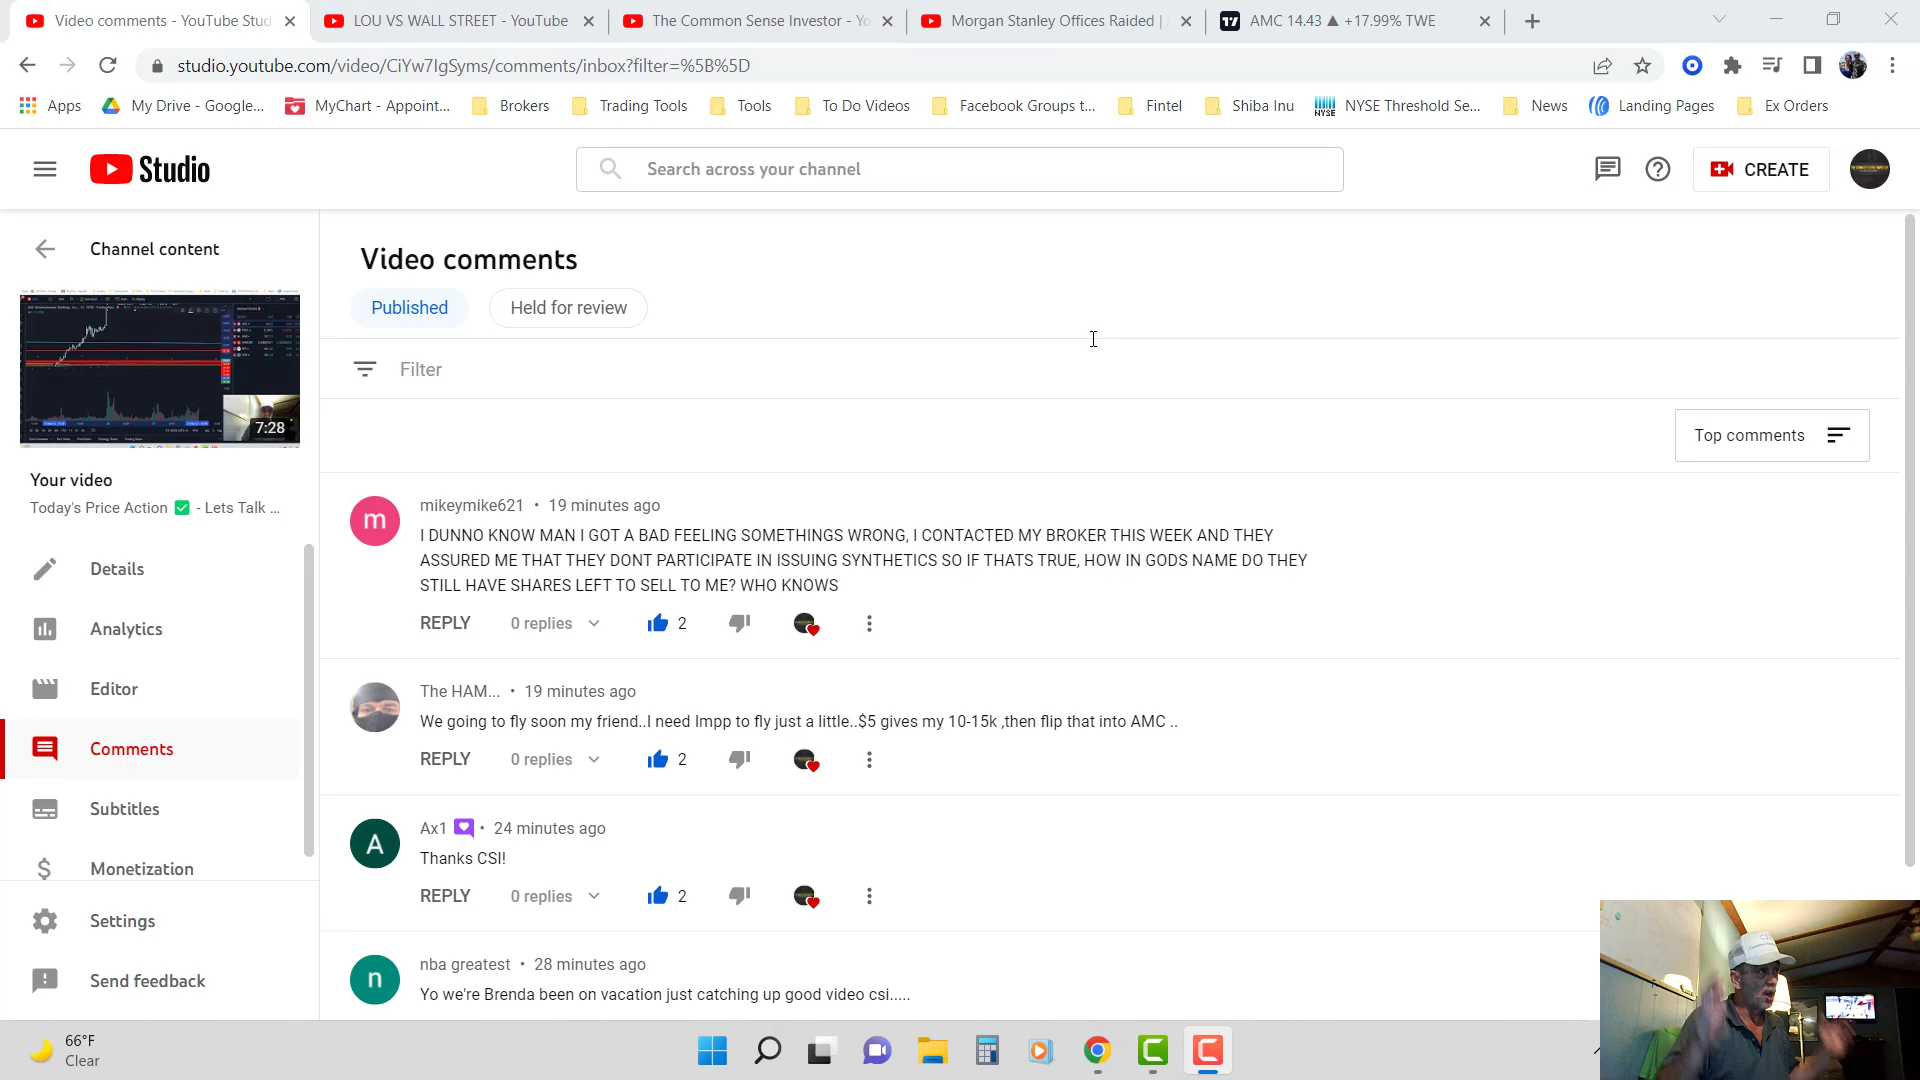 Video comments - YouTube Stud
LOU VS WALL STREET - YouTube
The Common Sense Investor - Yo
Morgan Stanley Offices Raided |
AMC 14.43 ▲ +17.99% TWE
studio.youtube.com/video/CiYw7IgSyms/comments/inbox?filter=%5B%5D
Apps
My Drive - Google...
MyChart - Appoint...
Brokers
Trading Tools
Tools
To Do Videos
Facebook Groups t...
Fintel
Shiba Inu
NYSE
NYSE Threshold Se...
News
Landing Pages
Ex Orders
Studio
Search across your channel
CREATE
Channel content
7:28
Your video
Today's Price Action ✅ - Lets Talk ...
Details
Analytics
Editor
Comments
Subtitles
Monetization
Settings
Send feedback
Video comments
Published
Held for review
Filter
Top comments
m
mikeymike621 • 19 minutes ago
I DUNNO KNOW MAN I GOT A BAD FEELING SOMETHINGS WRONG, I CONTACTED MY BROKER THIS WEEK AND THEY
ASSURED ME THAT THEY DONT PARTICIPATE IN ISSUING SYNTHETICS SO IF THATS TRUE, HOW IN GODS NAME DO THEY
STILL HAVE SHARES LEFT TO SELL TO ME? WHO KNOWS
REPLY 0 replies 2
The HAM... • 19 minutes ago
We going to fly soon my friend..I need Impp to fly just a little..$5 gives my 10-15k ,then flip that into AMC ..
REPLY 0 replies 2
A
Ax1 • 24 minutes ago
Thanks CSI!
REPLY 0 replies 2
n
nba greatest • 28 minutes ago
Yo we're Brenda been on vacation just catching up good video csi.....
66°F
Clear